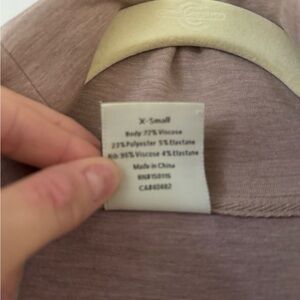 X-Small
Body: 72% Viscose
23% Polyester 5% Elastane
Rib: 96% Viscose 4% Elastane
Made in China
RN#150115
CA#40482